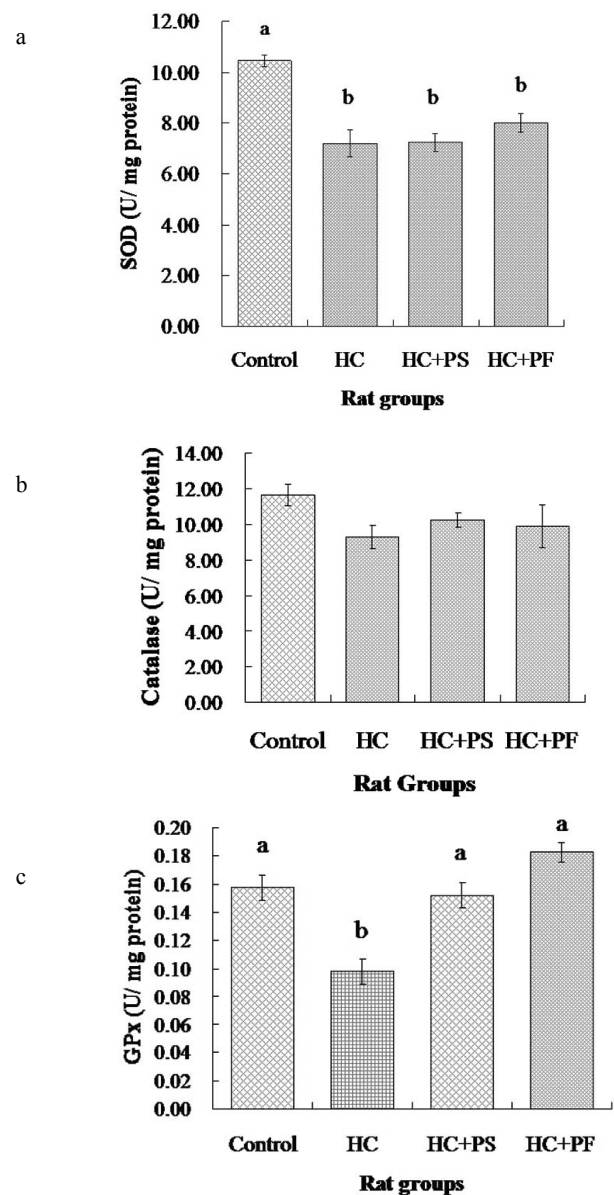 a
SOD (U/ mg protein)
12.00
10.00
8.00
6.00
4.00
2.00
0.00
a
b
b
b
Control HC HC+PS HC+PF
Rat groups
b
Catalase (U/ mg protein)
14.00
12.00
10.00
8.00
6.00
4.00
2.00
0.00
Control HC HC+PS HC+PF
Rat Groups
c
GPx (U/ mg protein)
0.20
0.18
0.16
0.14
0.12
0.10
0.08
0.06
0.04
0.02
0.00
a
b
a
a
Control HC HC+PS HC+PF
Rat groups